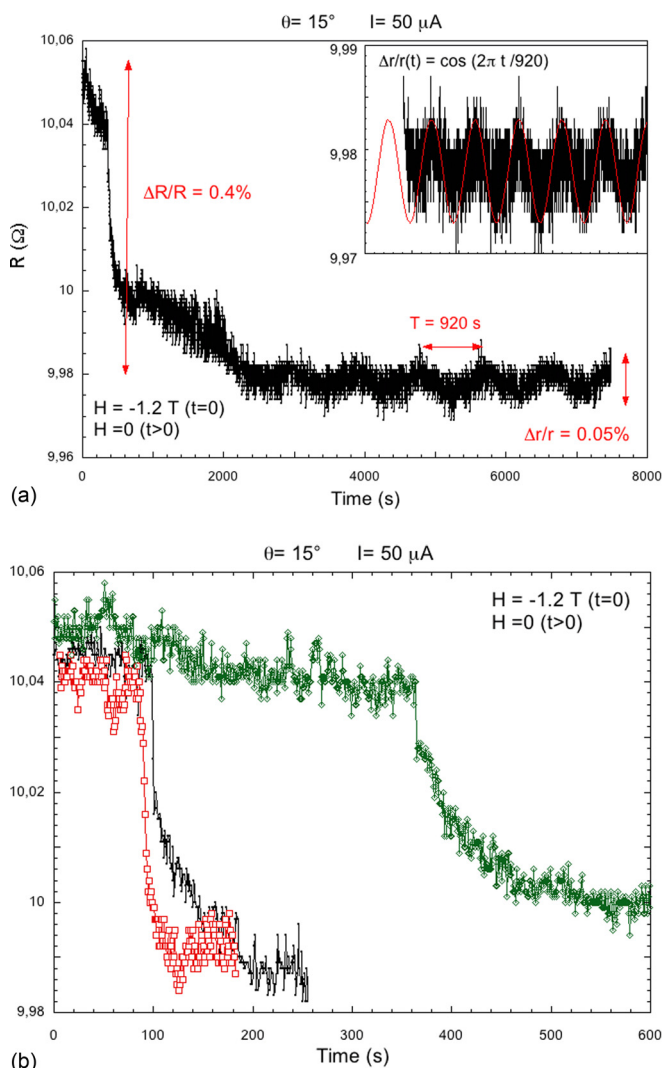 θ= 15° I= 50 μA
10,06
10,04
10,02
10
9,98
9,96
R (Ω)
ΔR/R = 0.4%
H = -1.2 T (t=0)
H =0 (t>0)
9,99
9,98
9,97
Δr/r(t) = cos (2π t /920)
T = 920 s
Δr/r = 0.05%
0 2000 4000 6000 8000
Time (s)
(a)
θ= 15° I= 50 μA
10,06
10,04
10,02
10
9,98
H = -1.2 T (t=0)
H =0 (t>0)
0 100 200 300 400 500 600
Time (s)
(b)